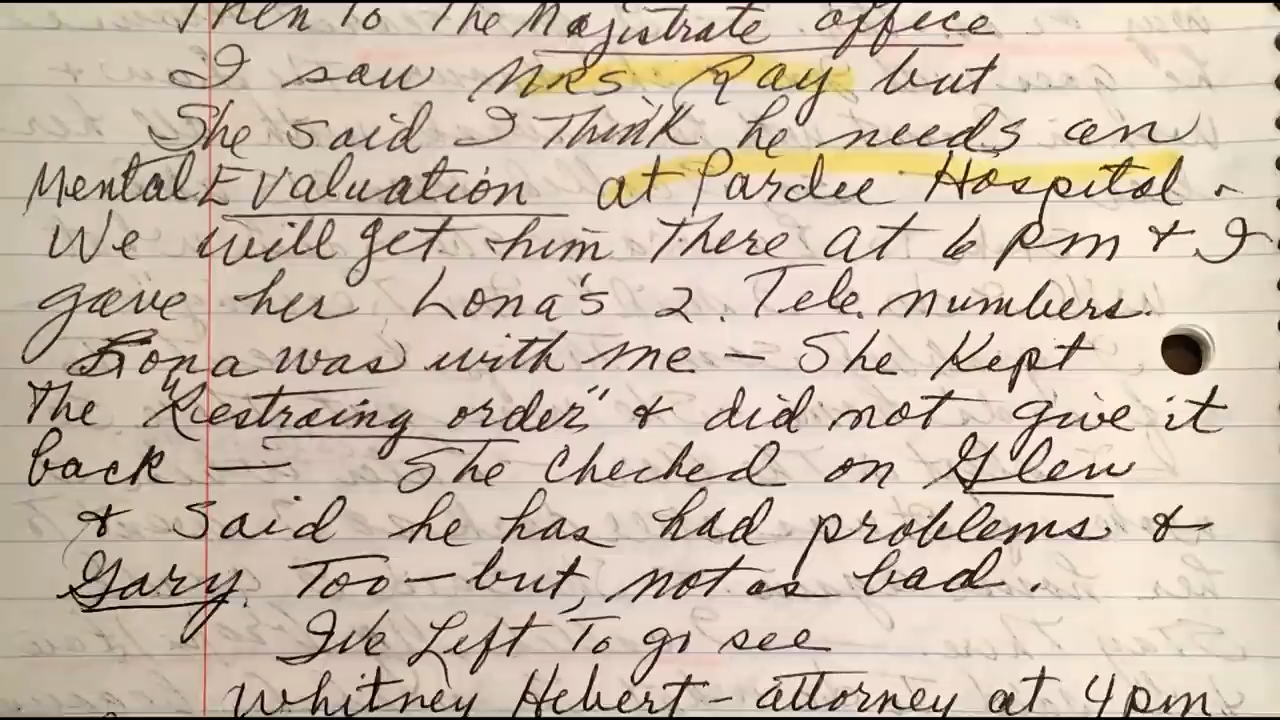 Then To The Majistrate office
I saw Mrs Ray but
She said I Think he needs an
Mental Evaluation at Pardee Hospital.
We will get him There at 6 pm & I
gave her Lona's 2. Tele. numbers.
Lona was with me — She Kept
The "Restraing order" & did not give it
back — She Checked on Glen
& Said he has had problems &
Gary Too — but, not as bad.
I've Left To go see
Whitney Hebert - attorney at 4 pm